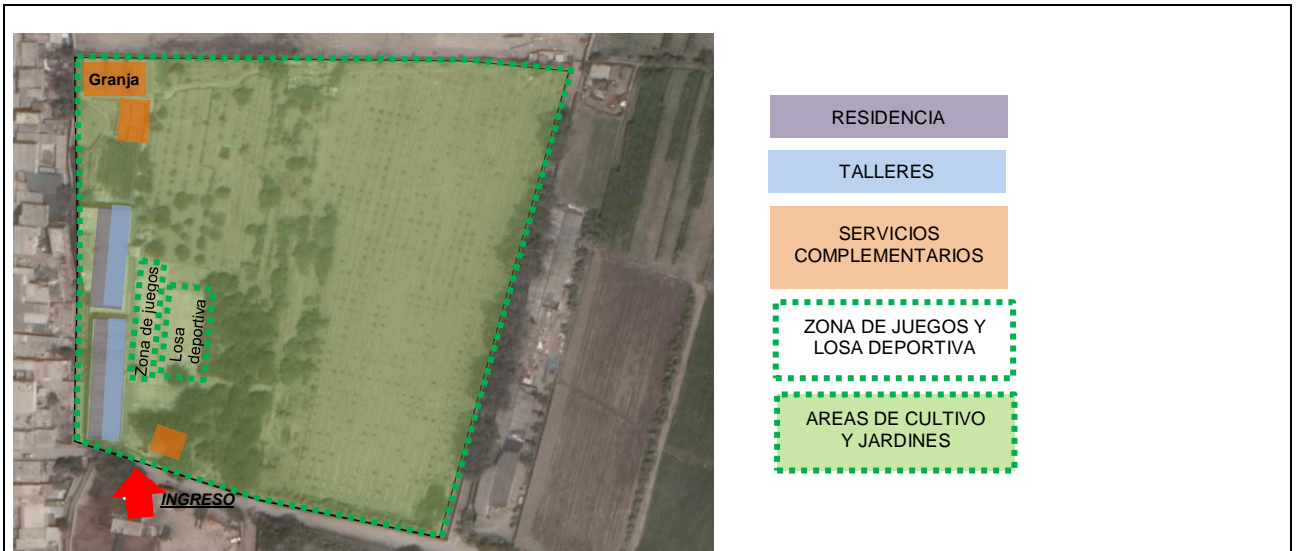 Granja
Zona de juegos
Losa
deportiva
INGRESO
RESIDENCIA
TALLERES
SERVICIOS
COMPLEMENTARIOS
ZONA DE JUEGOS Y
LOSA DEPORTIVA
AREAS DE CULTIVO
Y JARDINES